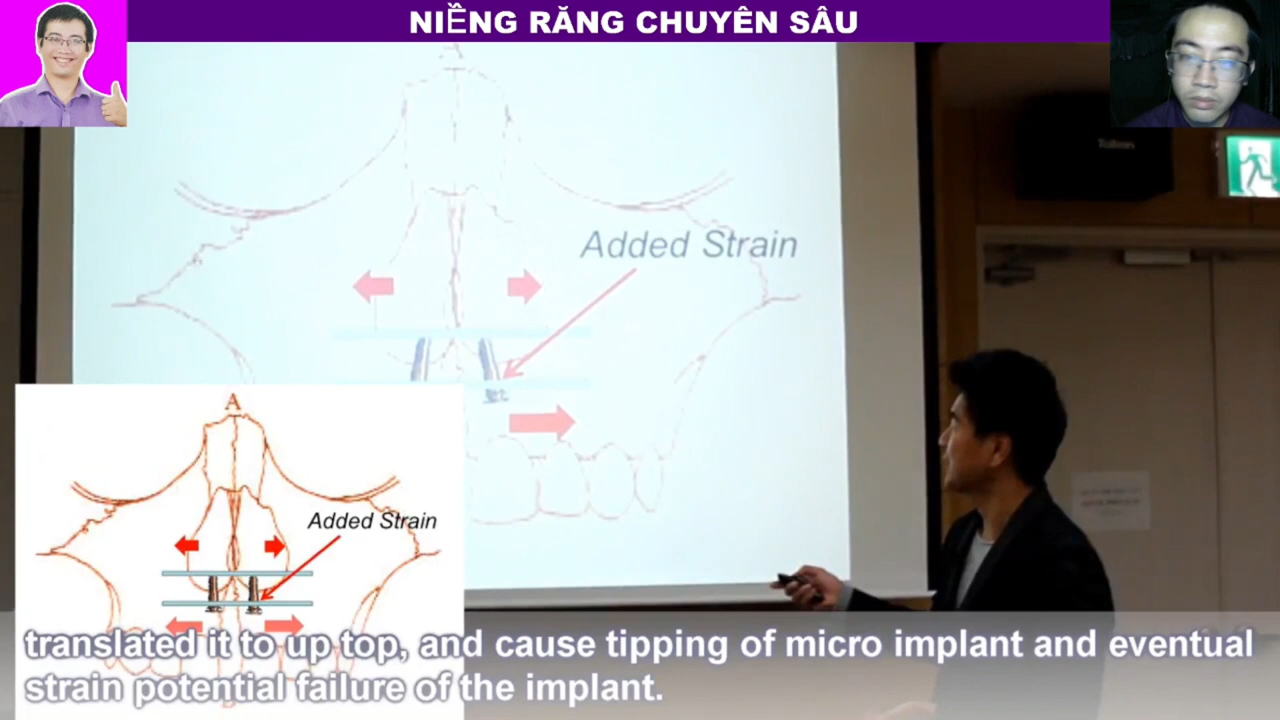 NIỀNG RĂNG CHUYÊN SÂU
Added Strain
A
Added Strain
translated it to up top, and cause tipping of micro implant and eventual
strain potential failure of the implant.